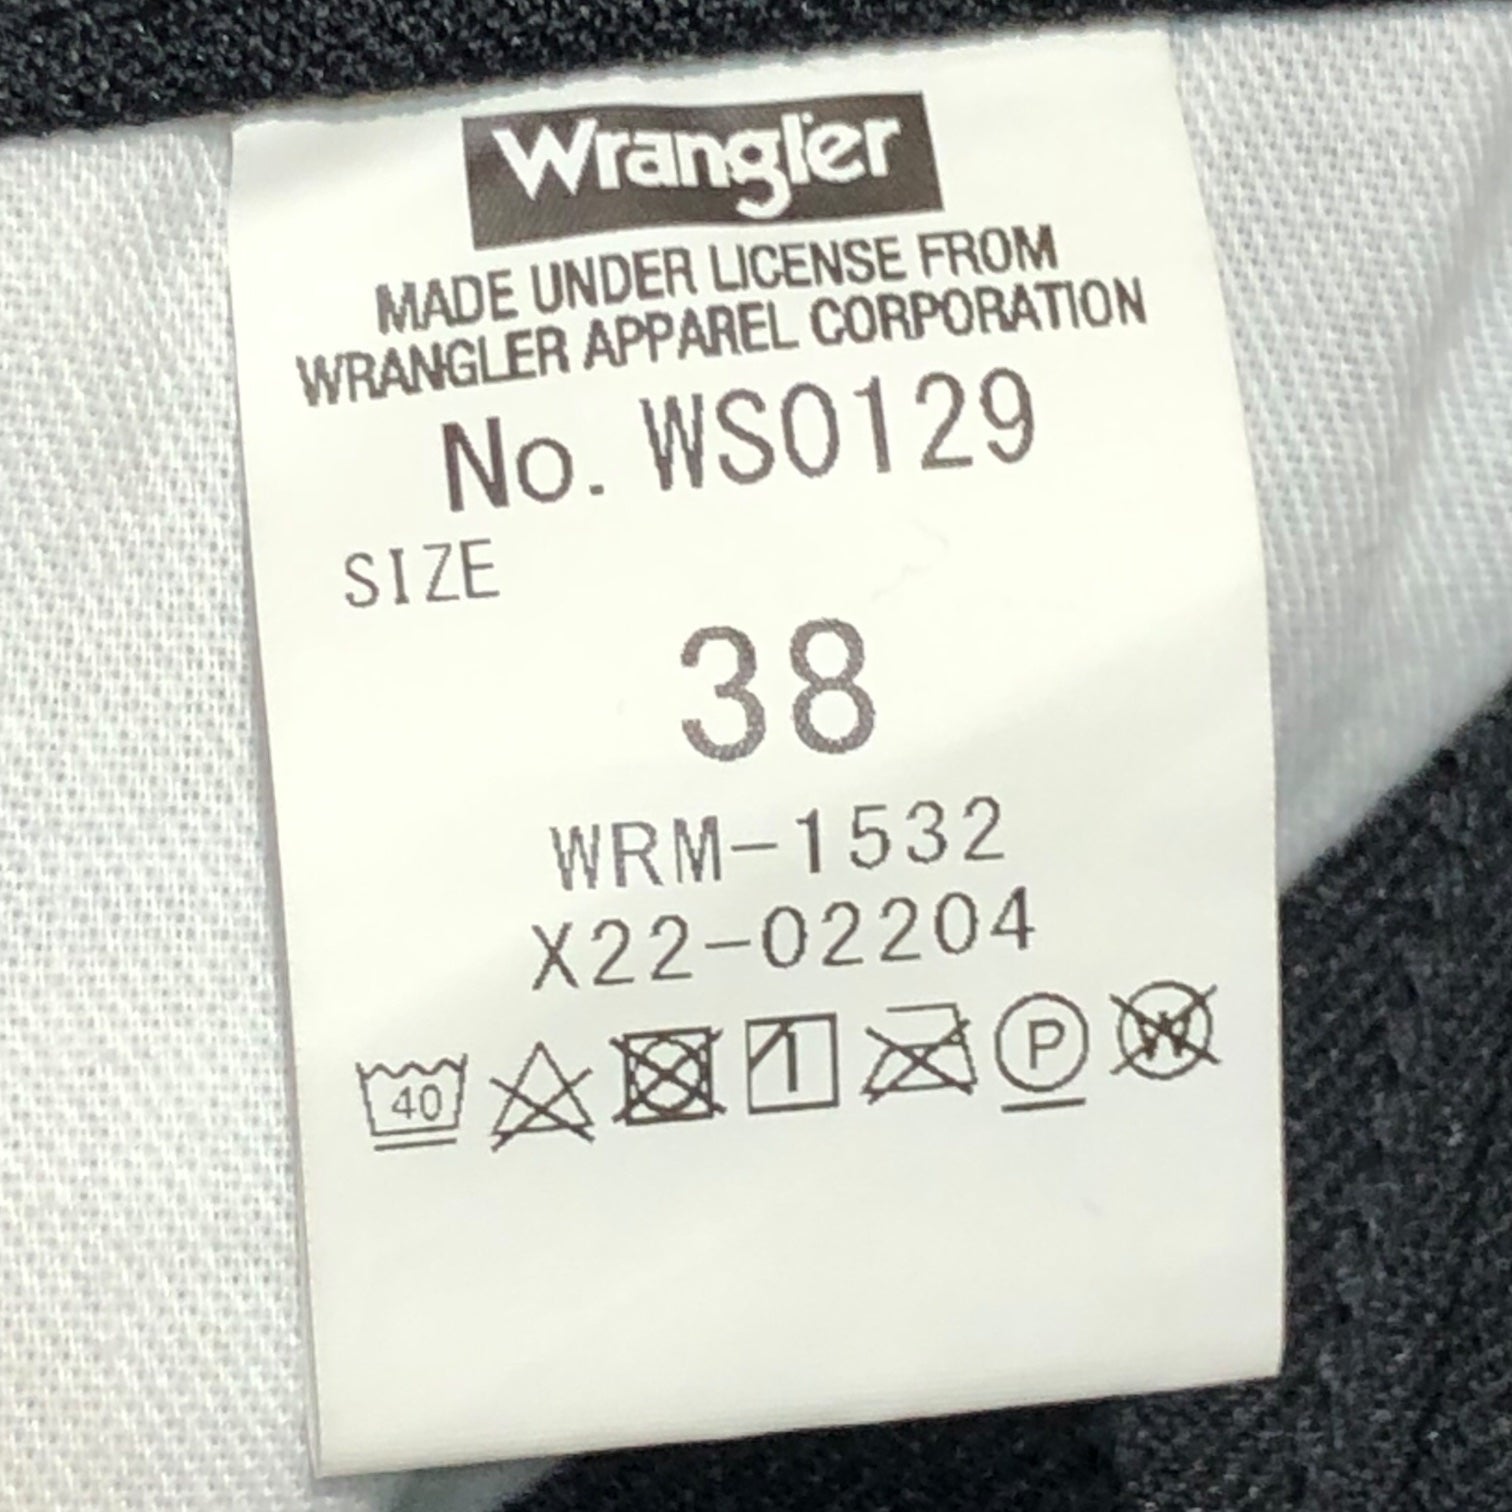 Wrangler
MADE UNDER LICENSE FROM
WRANGLER APPAREL CORPORATION
No. WS0129
SIZE
38
WRM-1532
X22-02204
40 P W